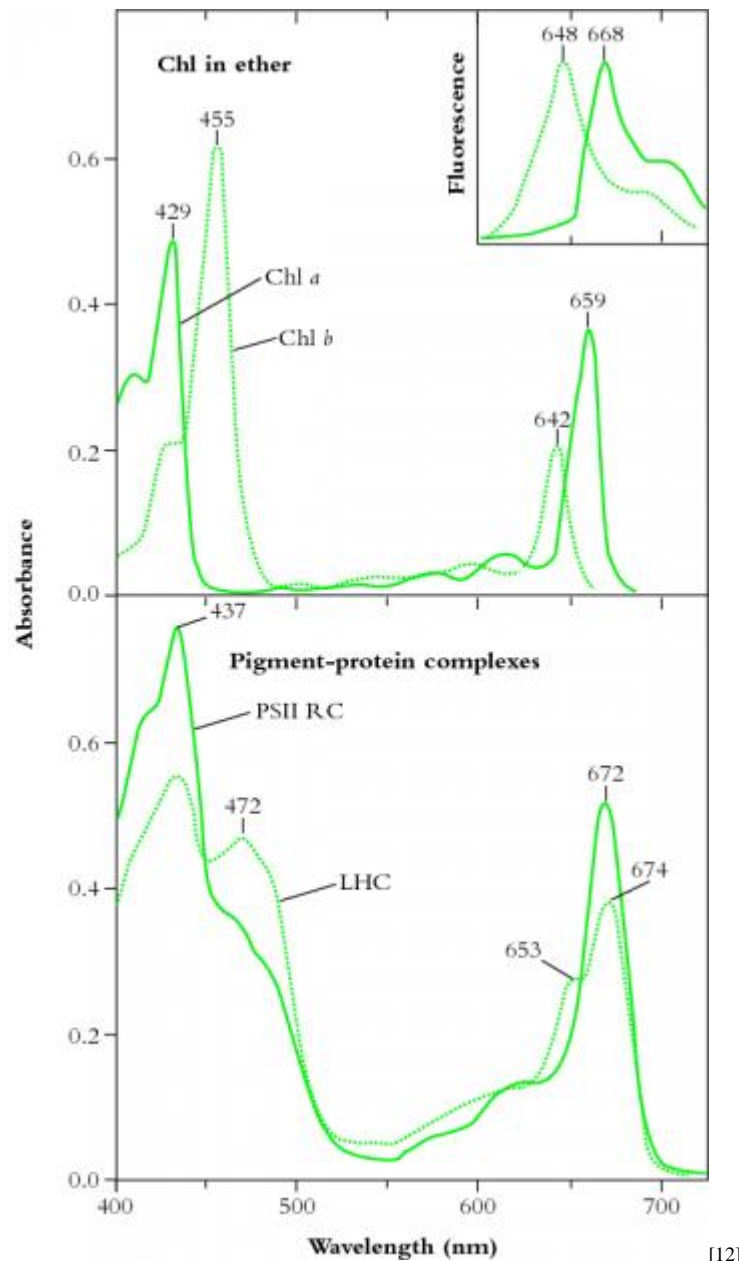 Chl in ether
648 668
Fluorescence
455
429
0.6
Chl a
Chl b
0.4
659
642
0.2
0.0
Absorbance
437
Pigment-protein complexes
PSII RC
0.6
472
672
674
LHC
0.4
653
0.2
0.0
400 500 600 700
Wavelength (nm)
[12]